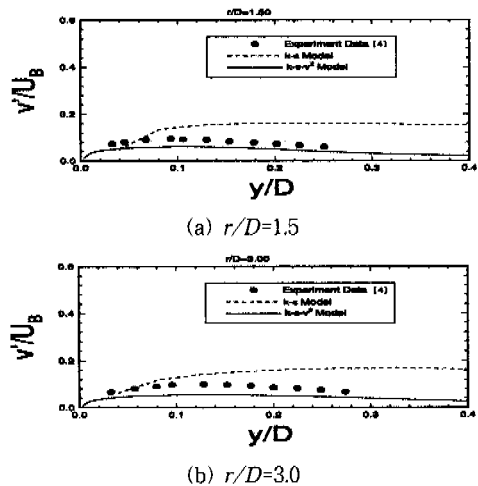 r/D=1.50
v'/U_B
0.6
0.4
0.2
0.0
Experiment Data [4]
k-ε Model
k-ε-v² Model
0.0 0.1 0.2 0.3 0.4
y/D
(a) r/D=1.5
r/D=3.00
v'/U_B
0.6
0.4
0.2
0.0
Experiment Data [4]
k-ε Model
k-ε-v² Model
0.0 0.1 0.2 0.3 0.4
y/D
(b) r/D=3.0